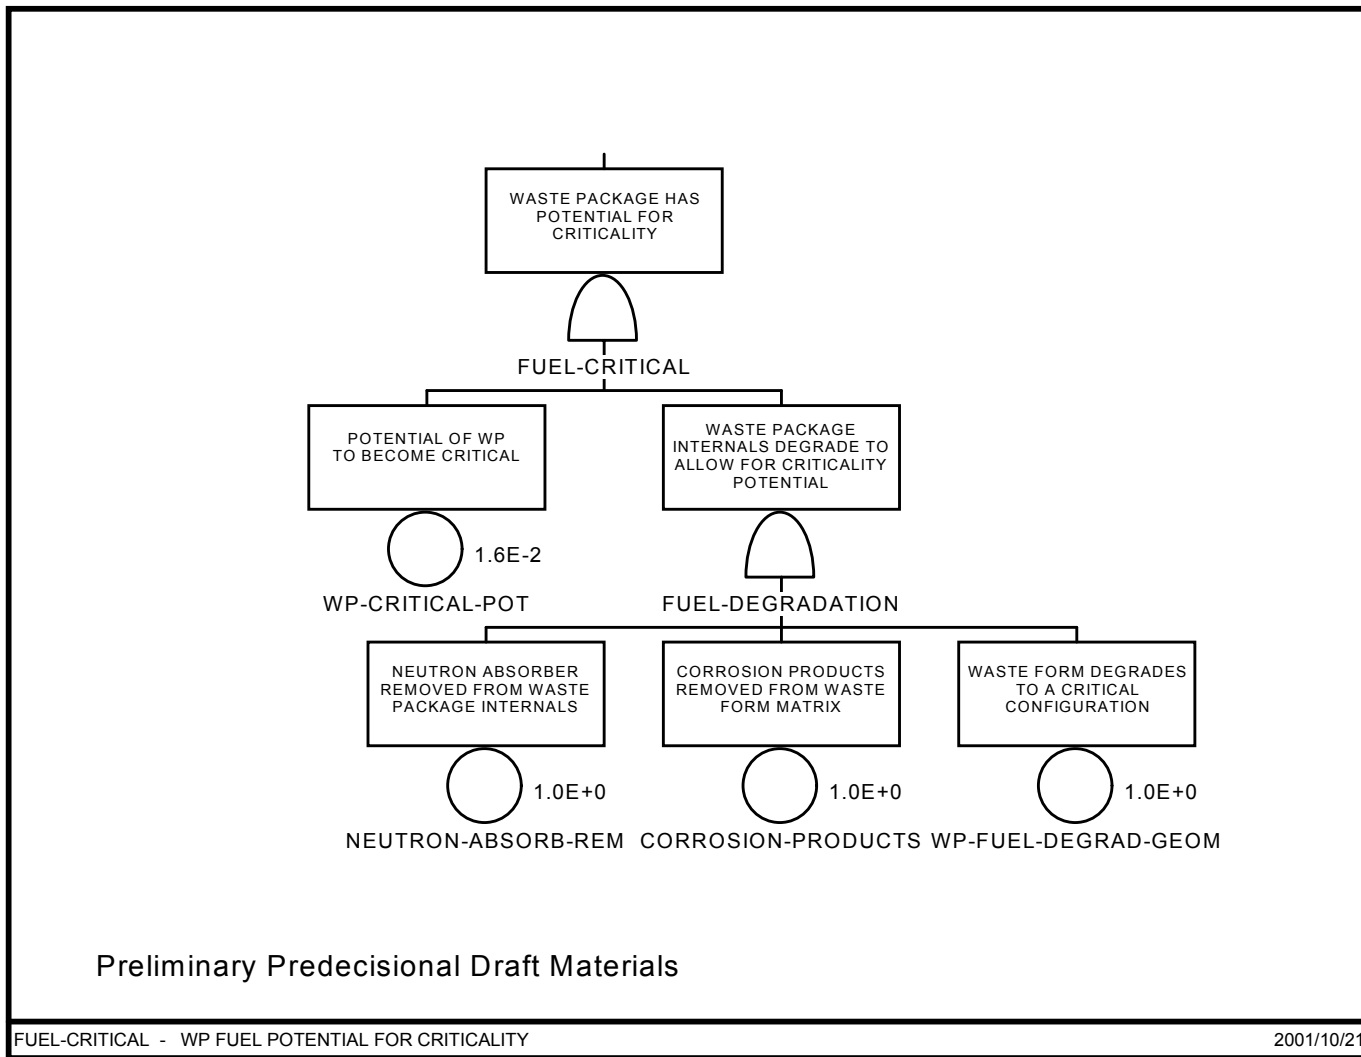 WASTE PACKAGE HAS
POTENTIAL FOR
CRITICALITY
FUEL-CRITICAL
POTENTIAL OF WP
TO BECOME CRITICAL
1.6E-2
WP-CRITICAL-POT
WASTE PACKAGE
INTERNALS DEGRADE TO
ALLOW FOR CRITICALITY
POTENTIAL
FUEL-DEGRADATION
NEUTRON ABSORBER
REMOVED FROM WASTE
PACKAGE INTERNALS
1.0E+0
NEUTRON-ABSORB-REM
CORROSION PRODUCTS
REMOVED FROM WASTE
FORM MATRIX
1.0E+0
CORROSION-PRODUCTS
WASTE FORM DEGRADES
TO A CRITICAL
CONFIGURATION
1.0E+0
WP-FUEL-DEGRAD-GEOM
Preliminary Predecisional Draft Materials
FUEL-CRITICAL - WP FUEL POTENTIAL FOR CRITICALITY
2001/10/21